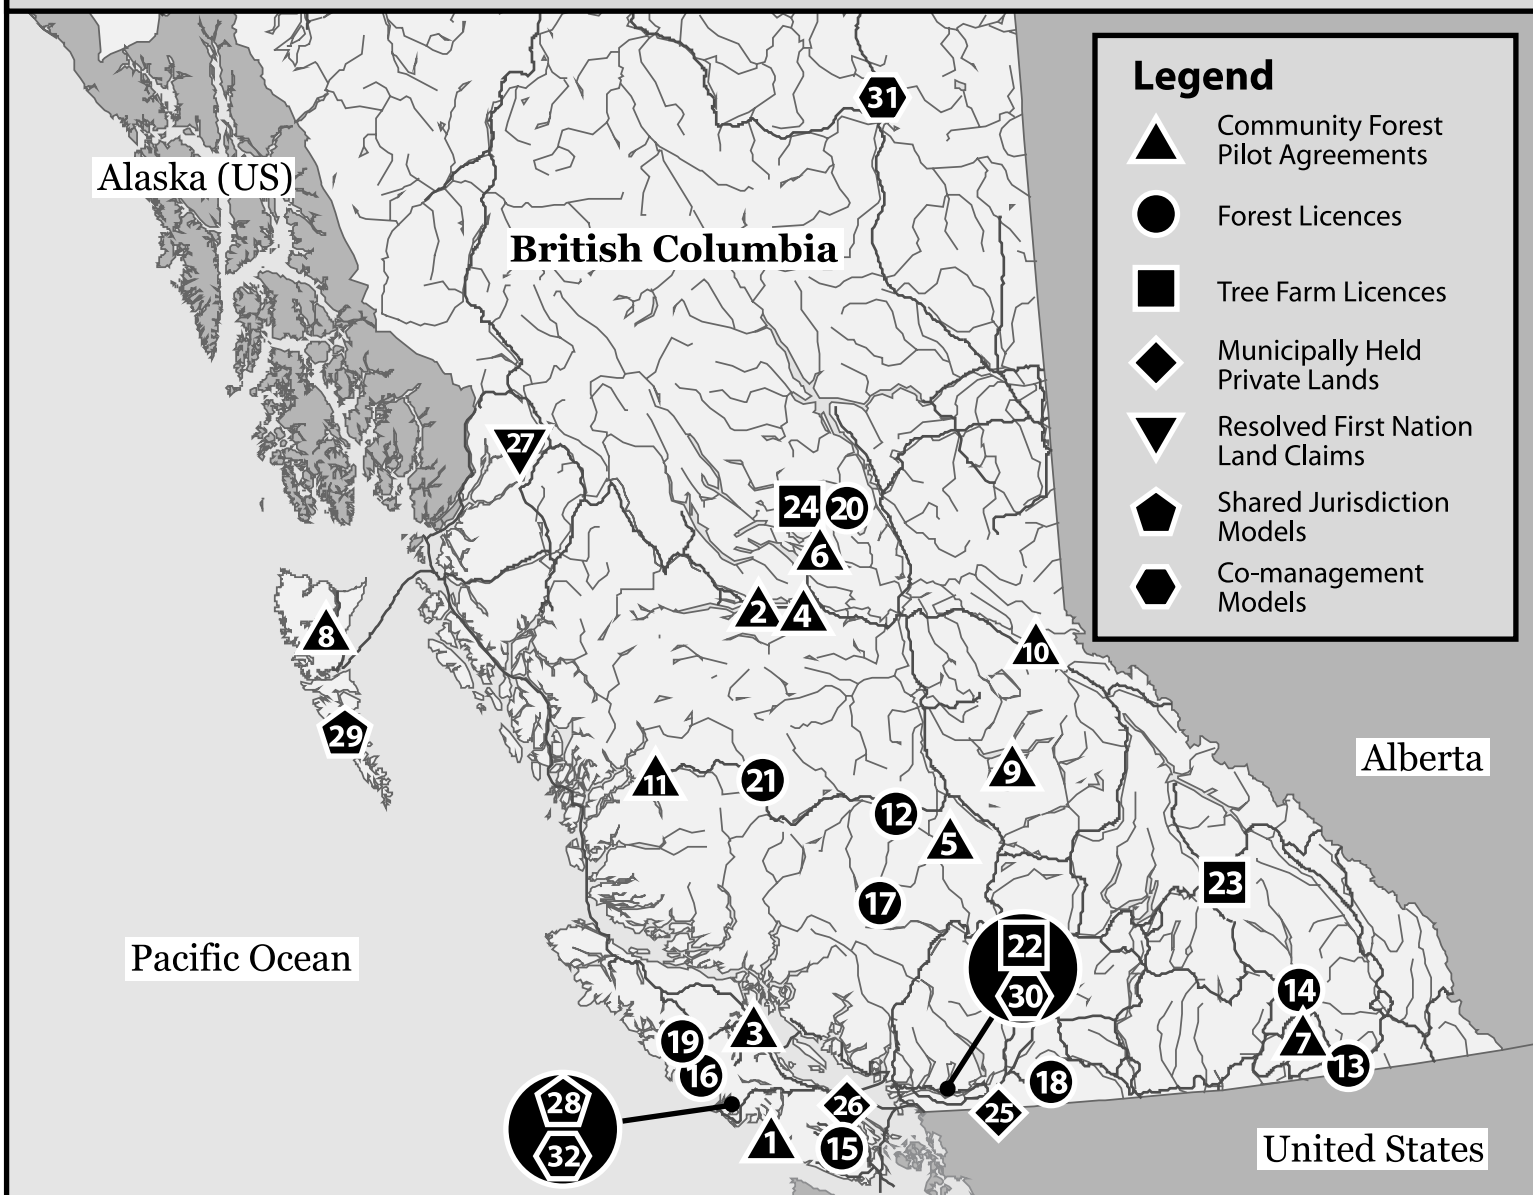 Legend
Community Forest
Pilot Agreements
Forest Licences
Tree Farm Licences
Municipally Held
Private Lands
Resolved First Nation
Land Claims
Shared Jurisdiction
Models
Co-management
Models
31
Alaska (US)
British Columbia
27
24
20
6
2
4
8
10
29
Alberta
11
21
9
12
5
23
17
Pacific Ocean
22
30
14
3
19
7
16
13
18
28
26
25
32
1
15
United States